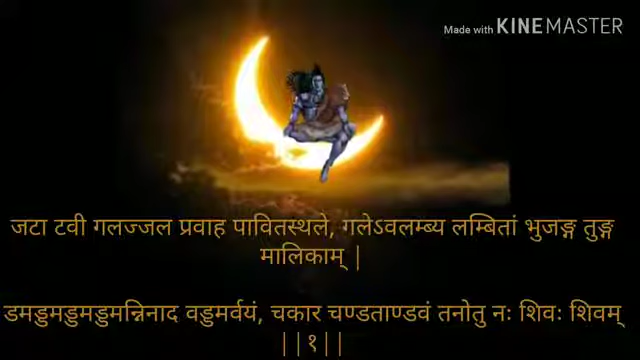 Made with KINEMASTER
जटा टवी गलज्जल प्रवाह पावितस्थले, गलेऽवलम्ब्य लम्बितां भुजङ्ग तुङ्ग
मालिकाम् |
डमड्डमड्डमड्डमन्निनाद वड्डमर्वयं, चकार चण्डताण्डवं तनोतु नः शिवः शिवम्
||१||